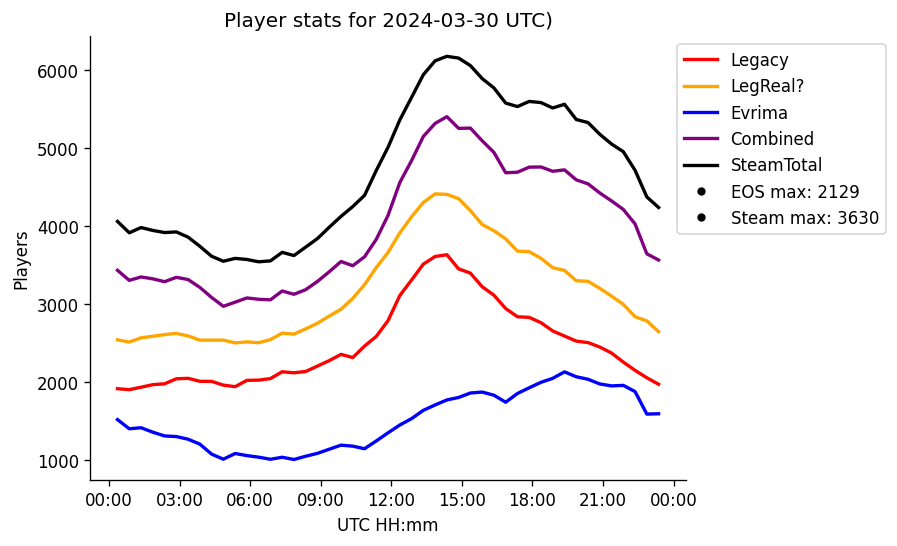 Player stats for 2024-03-30 UTC)
Legacy
LegReal?
Evrima
Combined
SteamTotal
EOS max: 2129
Steam max: 3630
Players
6000
5000
4000
3000
2000
1000
00:00 03:00 06:00 09:00 12:00 15:00 18:00 21:00 00:00
UTC HH:mm